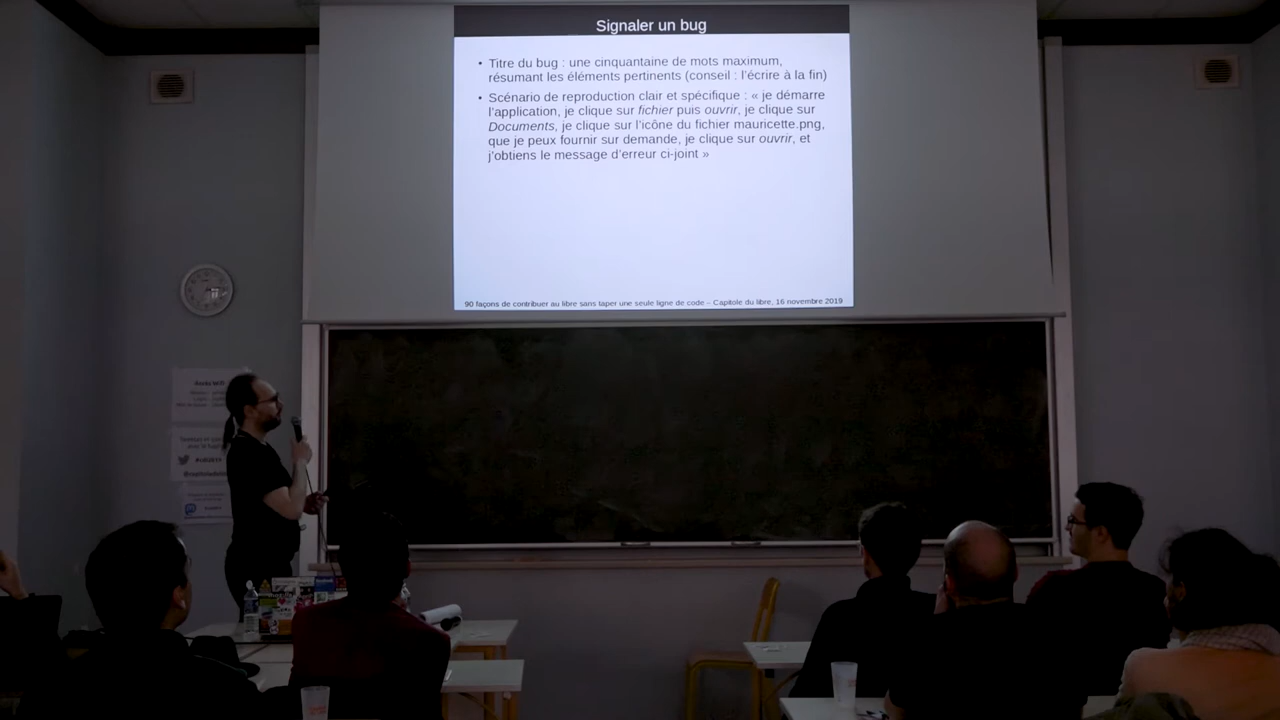 Signaler un bug
• Titre du bug : une cinquantaine de mots maximum,
résumant les éléments pertinents (conseil : l'écrire à la fin)
• Scénario de reproduction clair et spécifique : « je démarre
l'application, je clique sur fichier puis ouvrir, je clique sur
Documents, je clique sur l'icône du fichier mauricette.png,
que je peux fournir sur demande, je clique sur ouvrir, et
j'obtiens le message d'erreur ci-joint »
90 façons de contribuer au libre sans taper une seule ligne de code – Capitole du libre, 16 novembre 2019